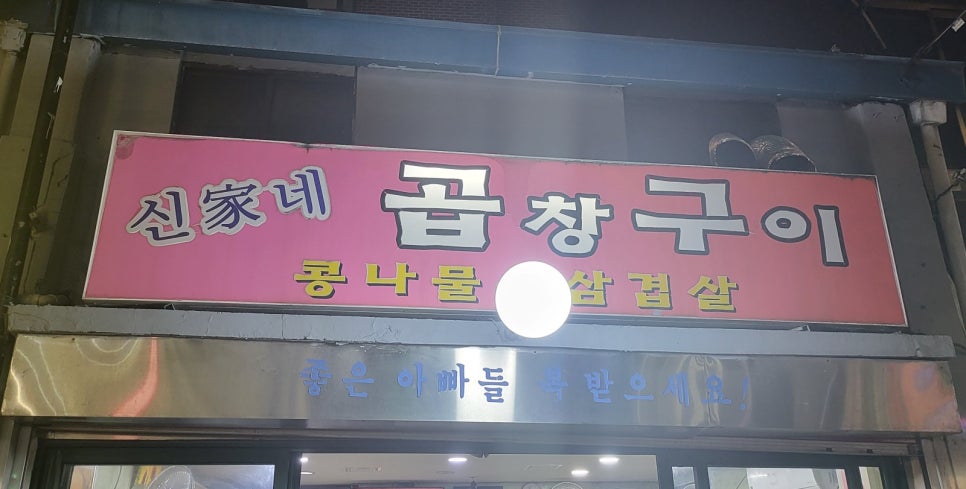 신家네 곱창구이
콩나물 삼겹살
좋은 아빠들 복받으세요!